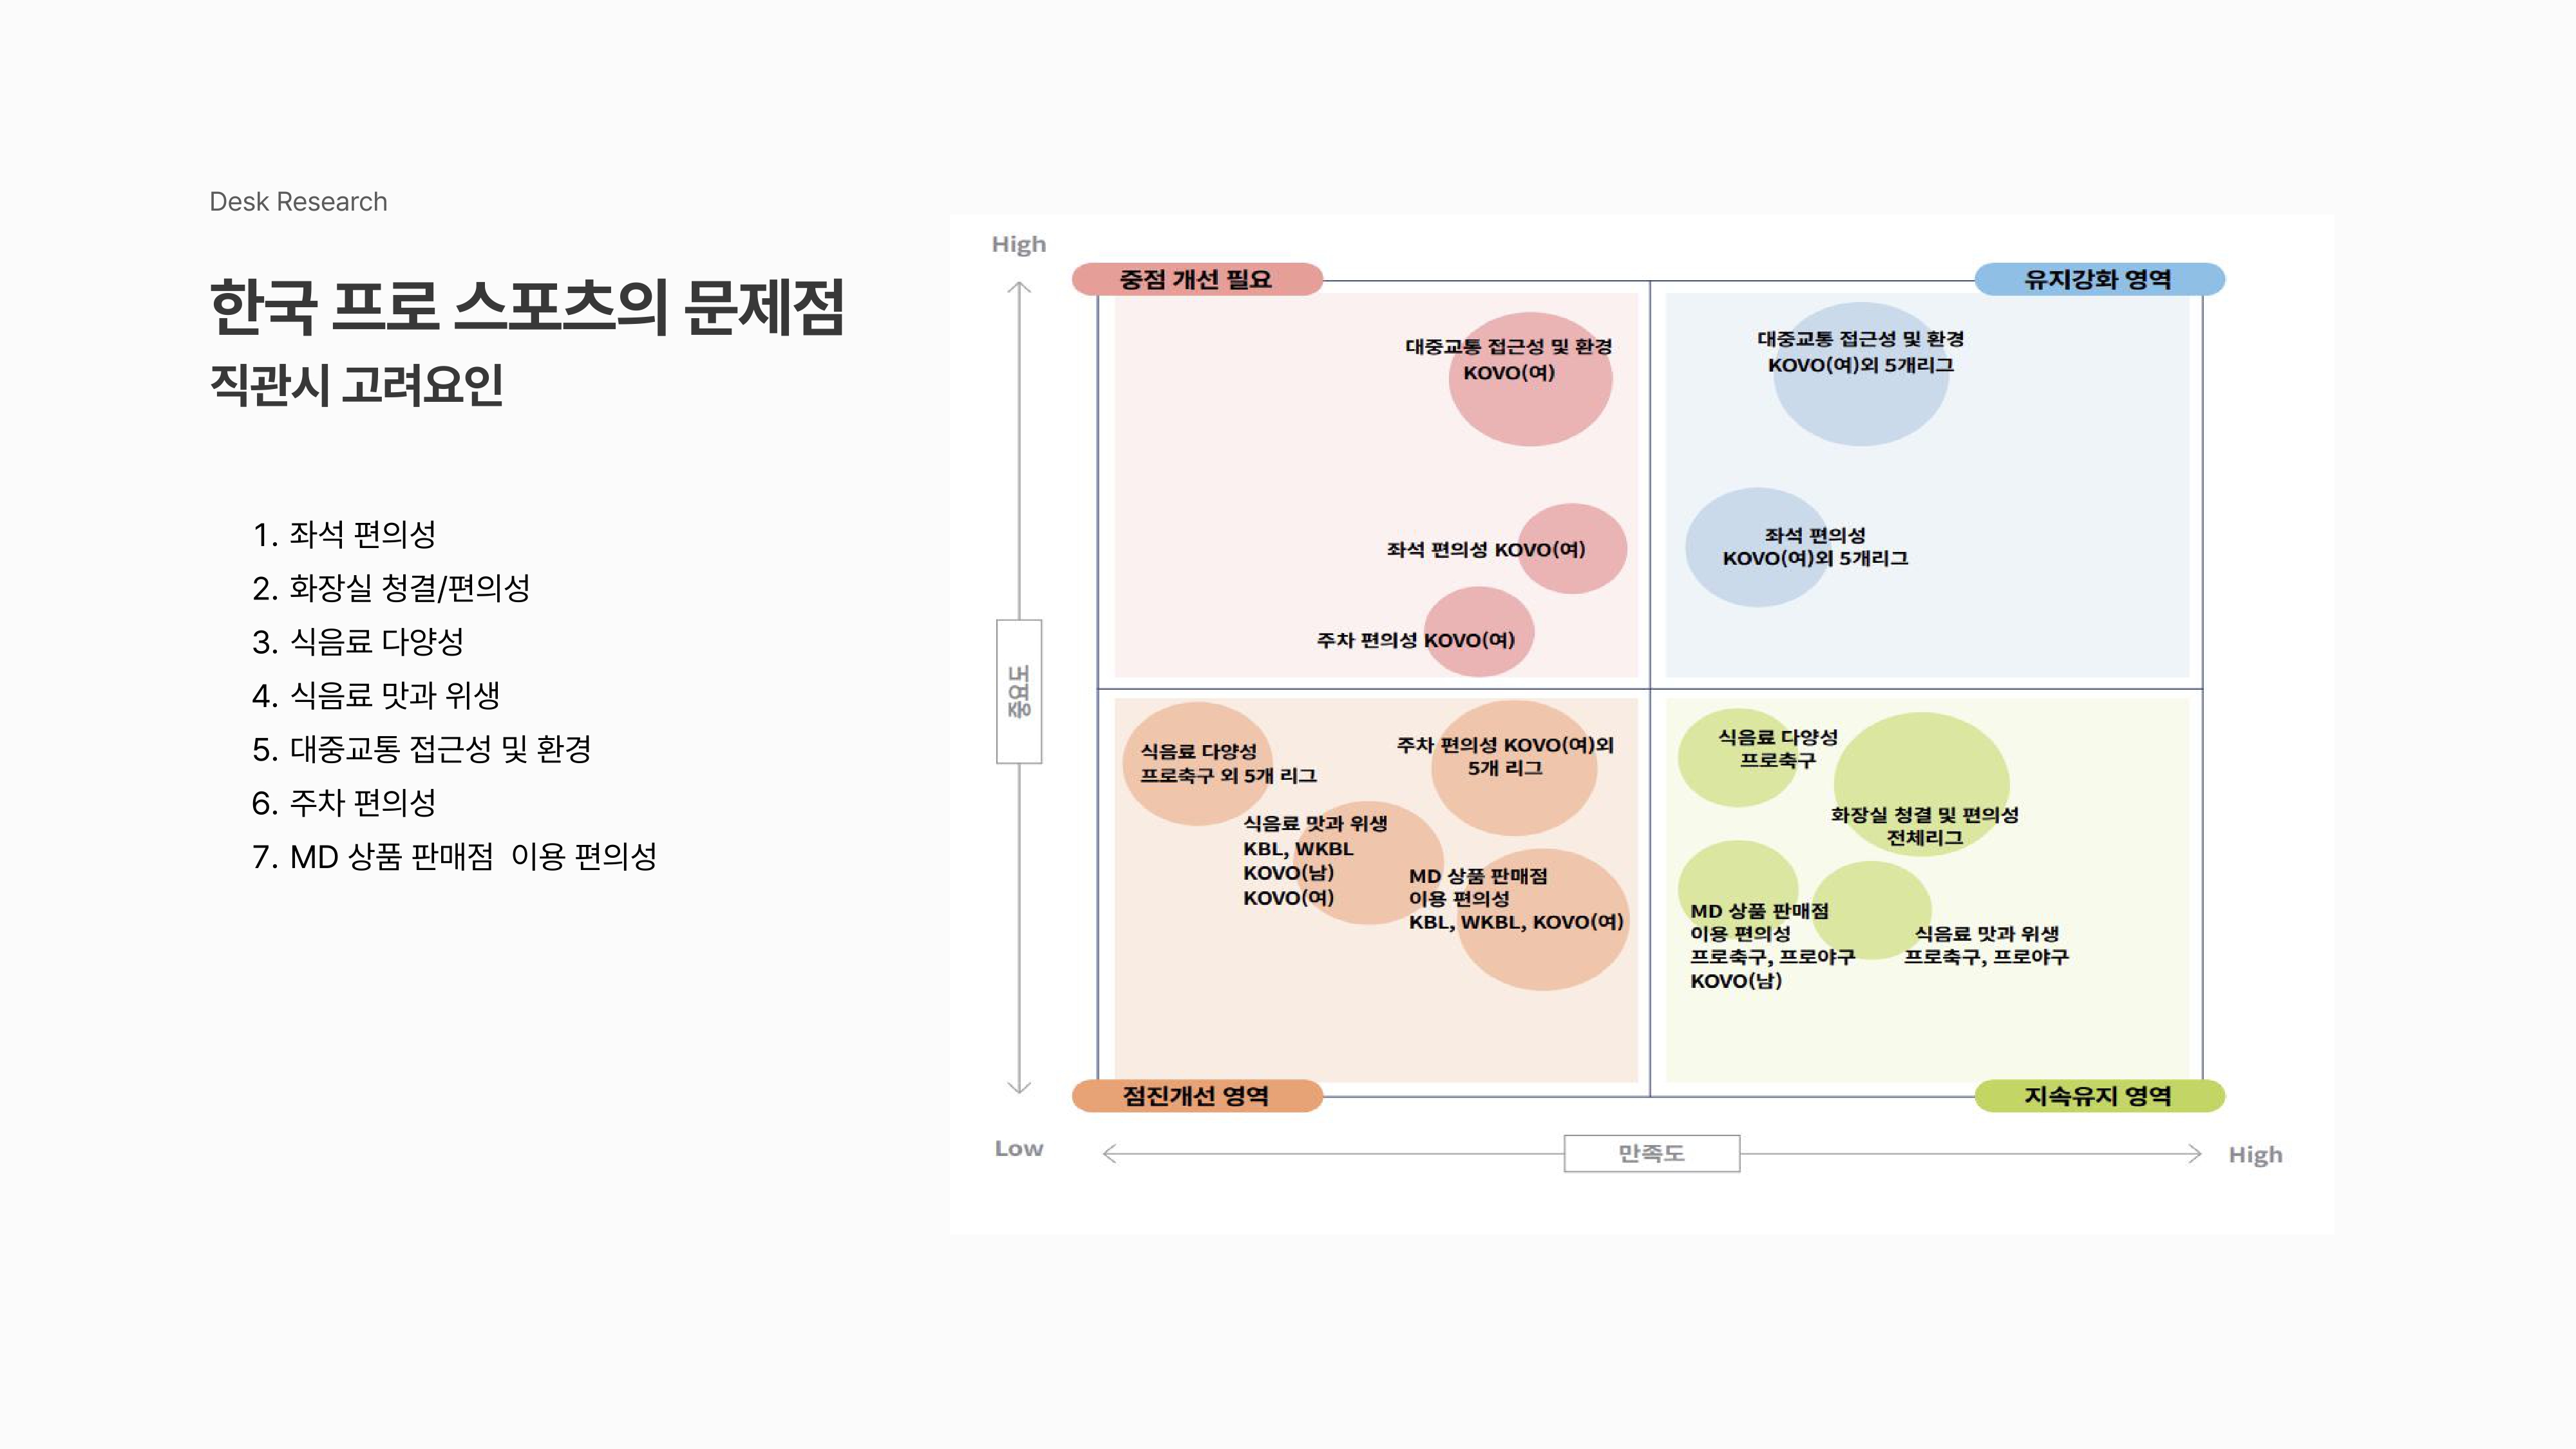 Desk Research
한국 프로 스포츠의 문제점
직관시 고려요인
1. 좌석 편의성
2. 화장실 청결/편의성
3. 식음료 다양성
4. 식음료 맛과 위생
5. 대중교통 접근성 및 환경
6. 주차 편의성
7. MD 상품 판매점  이용 편의성
High
중점 개선 필요
유지강화 영역
대중교통 접근성 및 환경
KOVO(여)
대중교통 접근성 및 환경
KOVO(여)외 5개리그
좌석 편의성 KOVO(여)
좌석 편의성
KOVO(여)외 5개리그
주차 편의성 KOVO(여)
중요도
식음료 다양성
프로축구 외 5개 리그
주차 편의성 KOVO(여)외
5개 리그
식음료 맛과 위생
KBL, WKBL
KOVO(남)
KOVO(여)
MD 상품 판매점
이용 편의성
KBL, WKBL, KOVO(여)
식음료 다양성
프로축구
화장실 청결 및 편의성
전체리그
MD 상품 판매점
이용 편의성
프로축구, 프로야구
KOVO(남)
식음료 맛과 위생
프로축구, 프로야구
점진개선 영역
지속유지 영역
Low
만족도
High